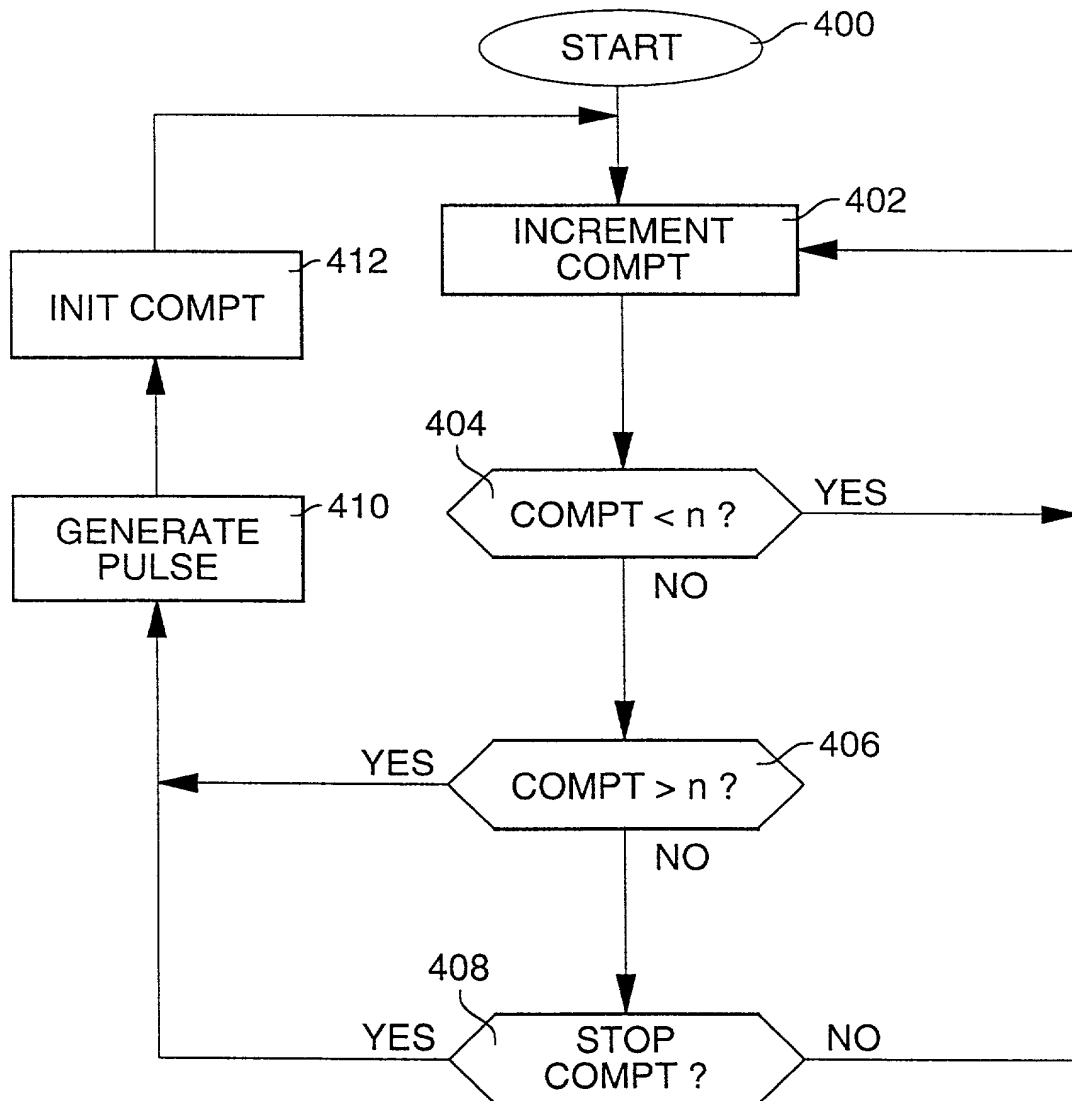 START
400
INCREMENT
COMPT
402
INIT COMPT
412
404
COMPT < n ?
YES
NO
GENERATE
PULSE
410
YES
COMPT > n ?
406
NO
408
YES
STOP
COMPT ?
NO